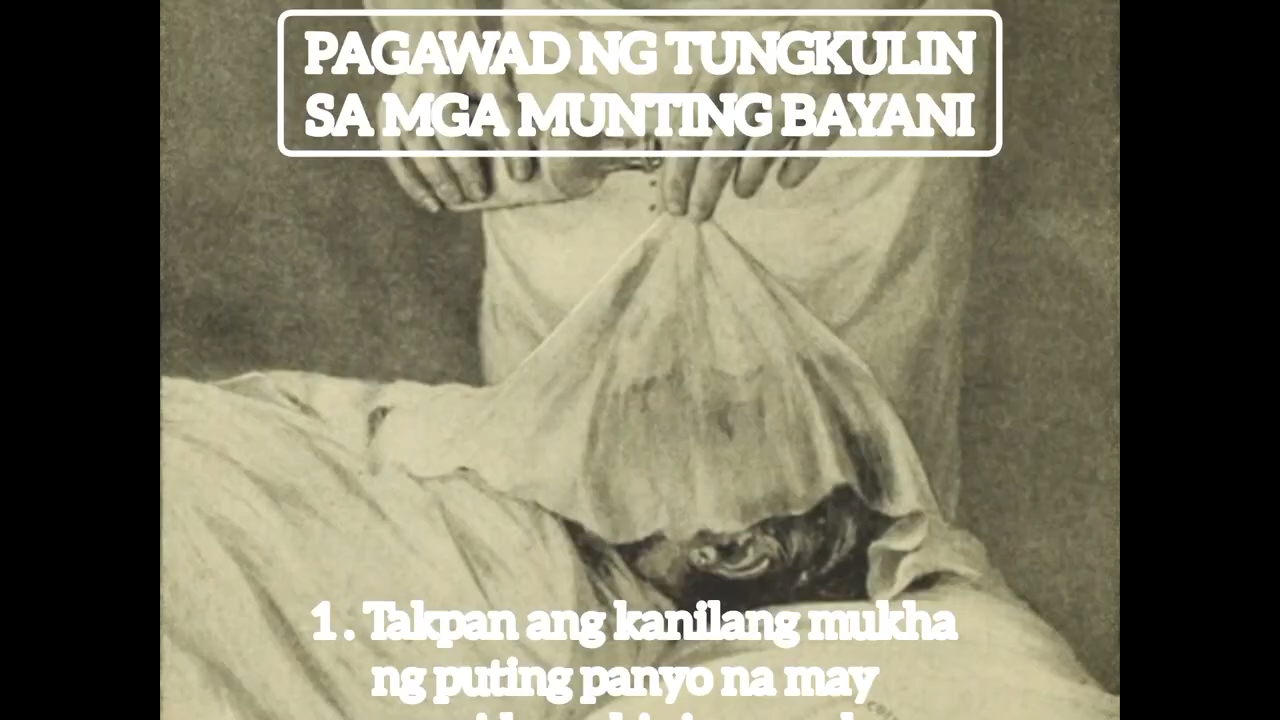 PAGAWAD NG TUNGKULIN
SA MGA MUNTING BAYANI
1. Takpan ang kanilang mukha
ng puting panyo na may